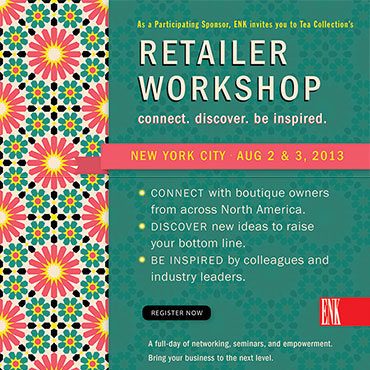 As a Participating Sponsor, ENK invites you to Tea Collection's
RETAILER
WORKSHOP
connect. discover. be inspired.
NEW YORK CITY · AUG 2 & 3, 2013
CONNECT with boutique owners
from across North America.
DISCOVER new ideas to raise
your bottom line.
BE INSPIRED by colleagues and
industry leaders.
REGISTER NOW
ENK
A full-day of networking, seminars, and empowerment.
Bring your business to the next level.